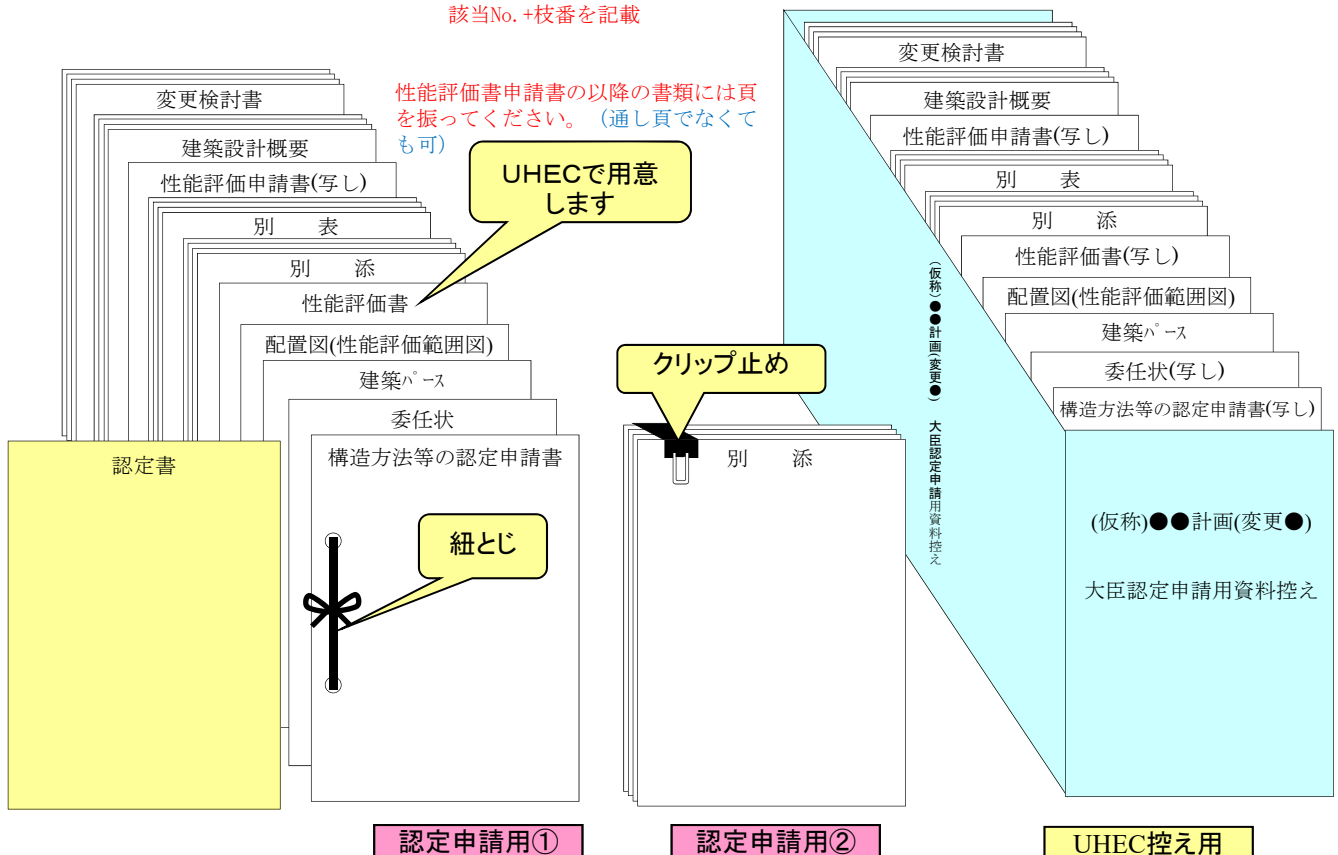 該当No.+枝番を記載
性能評価書申請書の以降の書類には頁
を振ってください。（通し頁でなくて
も可）
変更検討書
建築設計概要
性能評価申請書(写し)
別　表
別　添
性能評価書
配置図(性能評価範囲図)
建築ﾊﾟｰｽ
委任状
構造方法等の認定申請書
認定書
UHECで用意
します
紐とじ
クリップ止め
別　添
変更検討書
建築設計概要
性能評価申請書(写し)
別　表
別　添
性能評価書(写し)
配置図(性能評価範囲図)
建築ﾊﾟｰｽ
委任状(写し)
構造方法等の認定申請書(写し)
(仮称)●●計画(変更●)　大臣認定申請用資料控え
(仮称)●●計画(変更●)
大臣認定申請用資料控え
認定申請用①
認定申請用②
UHEC控え用